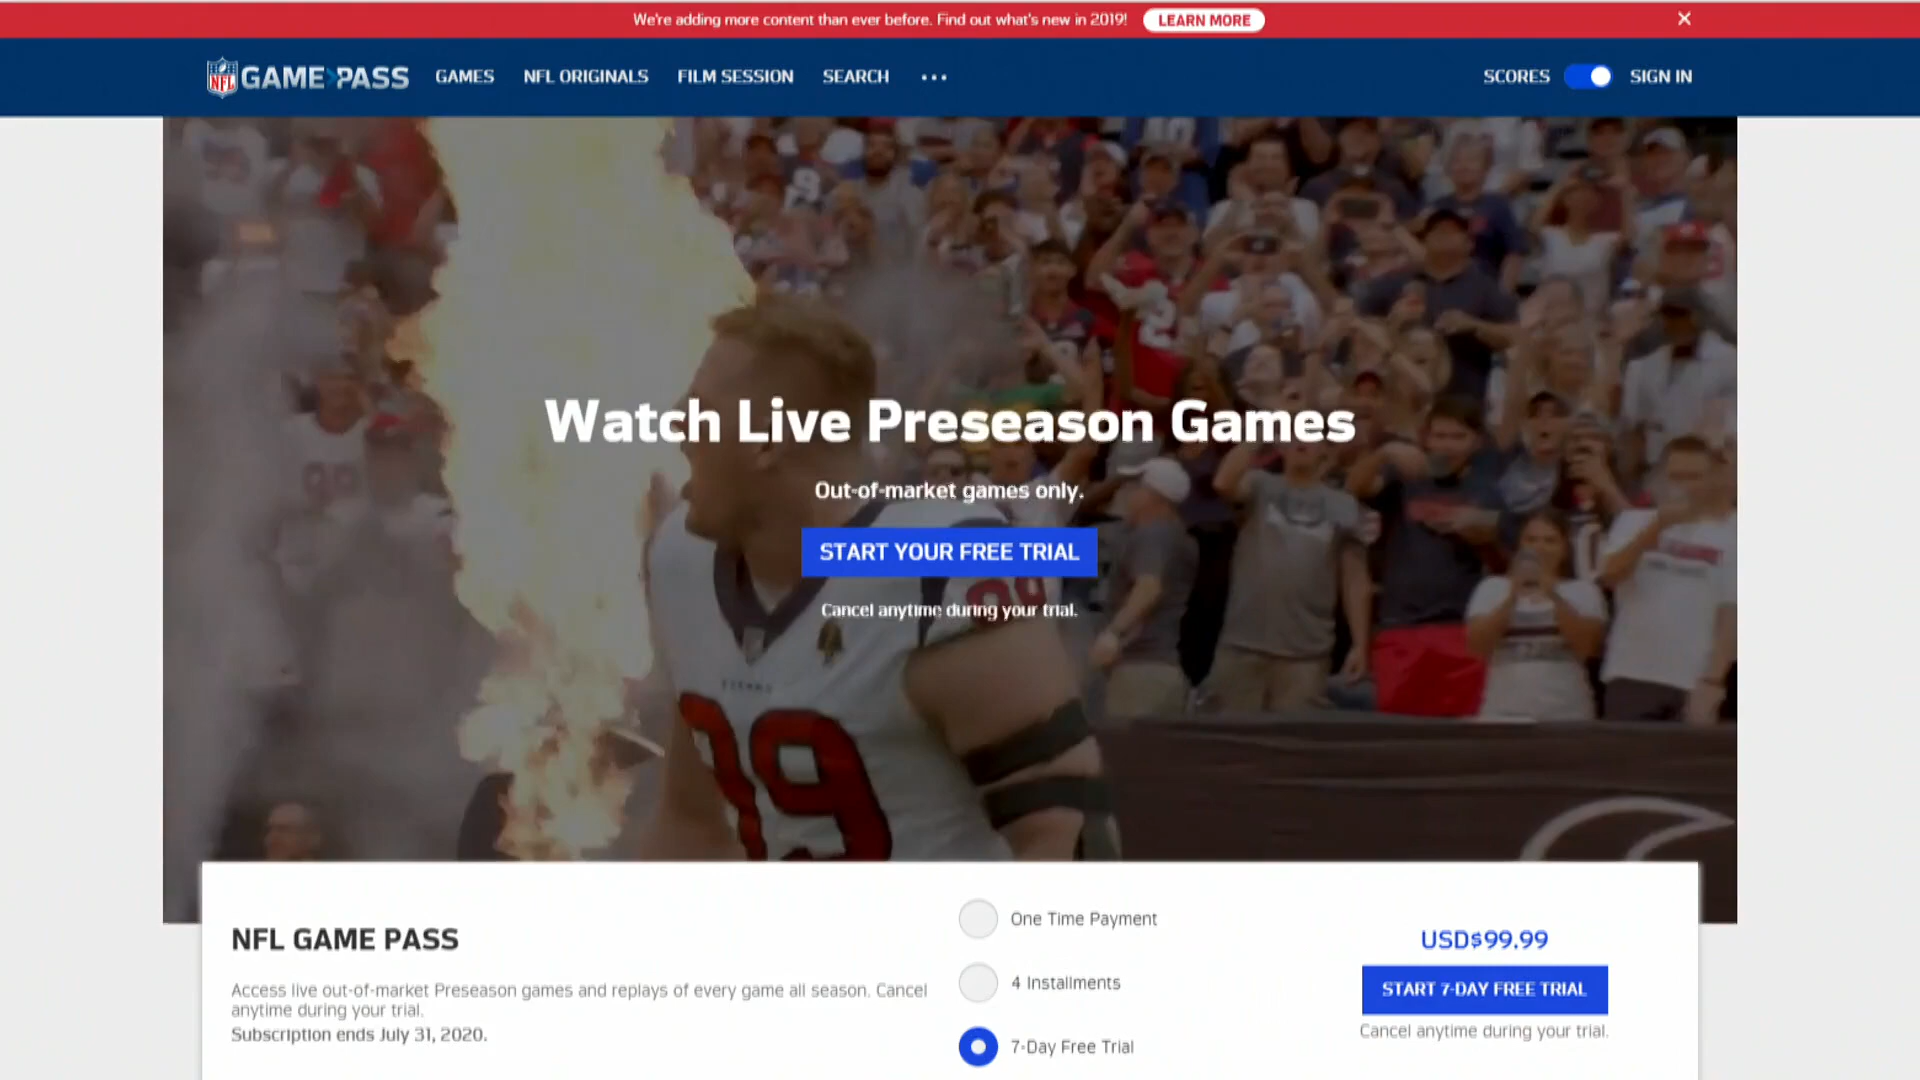 We're adding more content than ever before. Find out what's new in 2019! LEARN MORE
NFL GAME PASS GAMES NFL ORIGINALS FILM SESSION SEARCH ... SCORES SIGN IN
Watch Live Preseason Games
Out-of-market games only.
START YOUR FREE TRIAL
Cancel anytime during your trial.
99
99
One Time Payment
NFL GAME PASS
USD$99.99
4 Installments
START 7-DAY FREE TRIAL
Access live out-of-market Preseason games and replays of every game all season. Cancel
anytime during your trial.
Subscription ends July 31, 2020.
Cancel anytime during your trial.
7-Day Free Trial